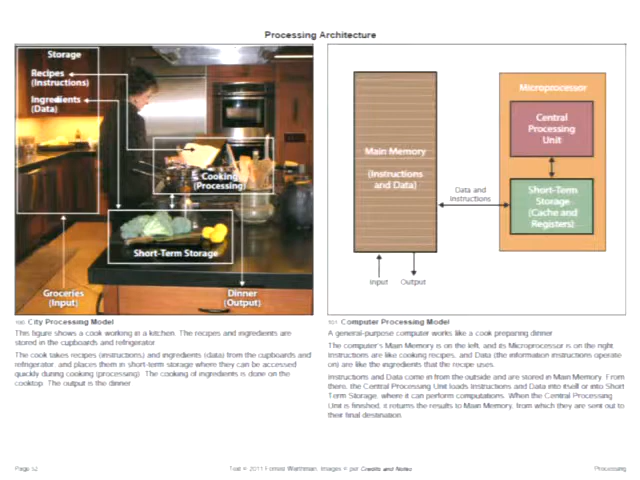 Processing Architecture
Storage
Recipes
(Instructions)
Ingredients
(Data)
Cooking
(Processing)
Short-Term Storage
Groceries
(Input)
Dinner
(Output)
100 City Processing Model
This figure shows a cook working in a kitchen. The recipes and ingredients are
stored in the cupboards and refrigerator.
The cook takes recipes (instructions) and ingredients (data) from the cupboards and
refrigerator, and places them in short-term storage where they can be accessed
quickly during cooking (processing). The cooking of ingredients is done on the
cooktop. The output is the dinner.
Main Memory
(Instructions
and Data)
Data and
Instructions
Microprocessor
Central
Processing
Unit
Short-Term
Storage
(Cache and
Registers)
Input
Output
101 Computer Processing Model
A general-purpose computer works like a cook preparing dinner.
The computer's Main Memory is on the left, and its Microprocessor is on the right.
Instructions are like cooking recipes, and Data (the information instructions operate
on) are like the ingredients that the recipe uses.
Instructions and Data come in from the outside and are stored in Main Memory. From
there, the Central Processing Unit loads Instructions and Data into itself or into Short
Term Storage, where it can perform computations. When the Central Processing
Unit is finished, it returns the results to Main Memory, from which they are sent out to
their final destination.
Page 52
Text © 2011 Forrest Warthman, Images © per Credits and Notes
Processing